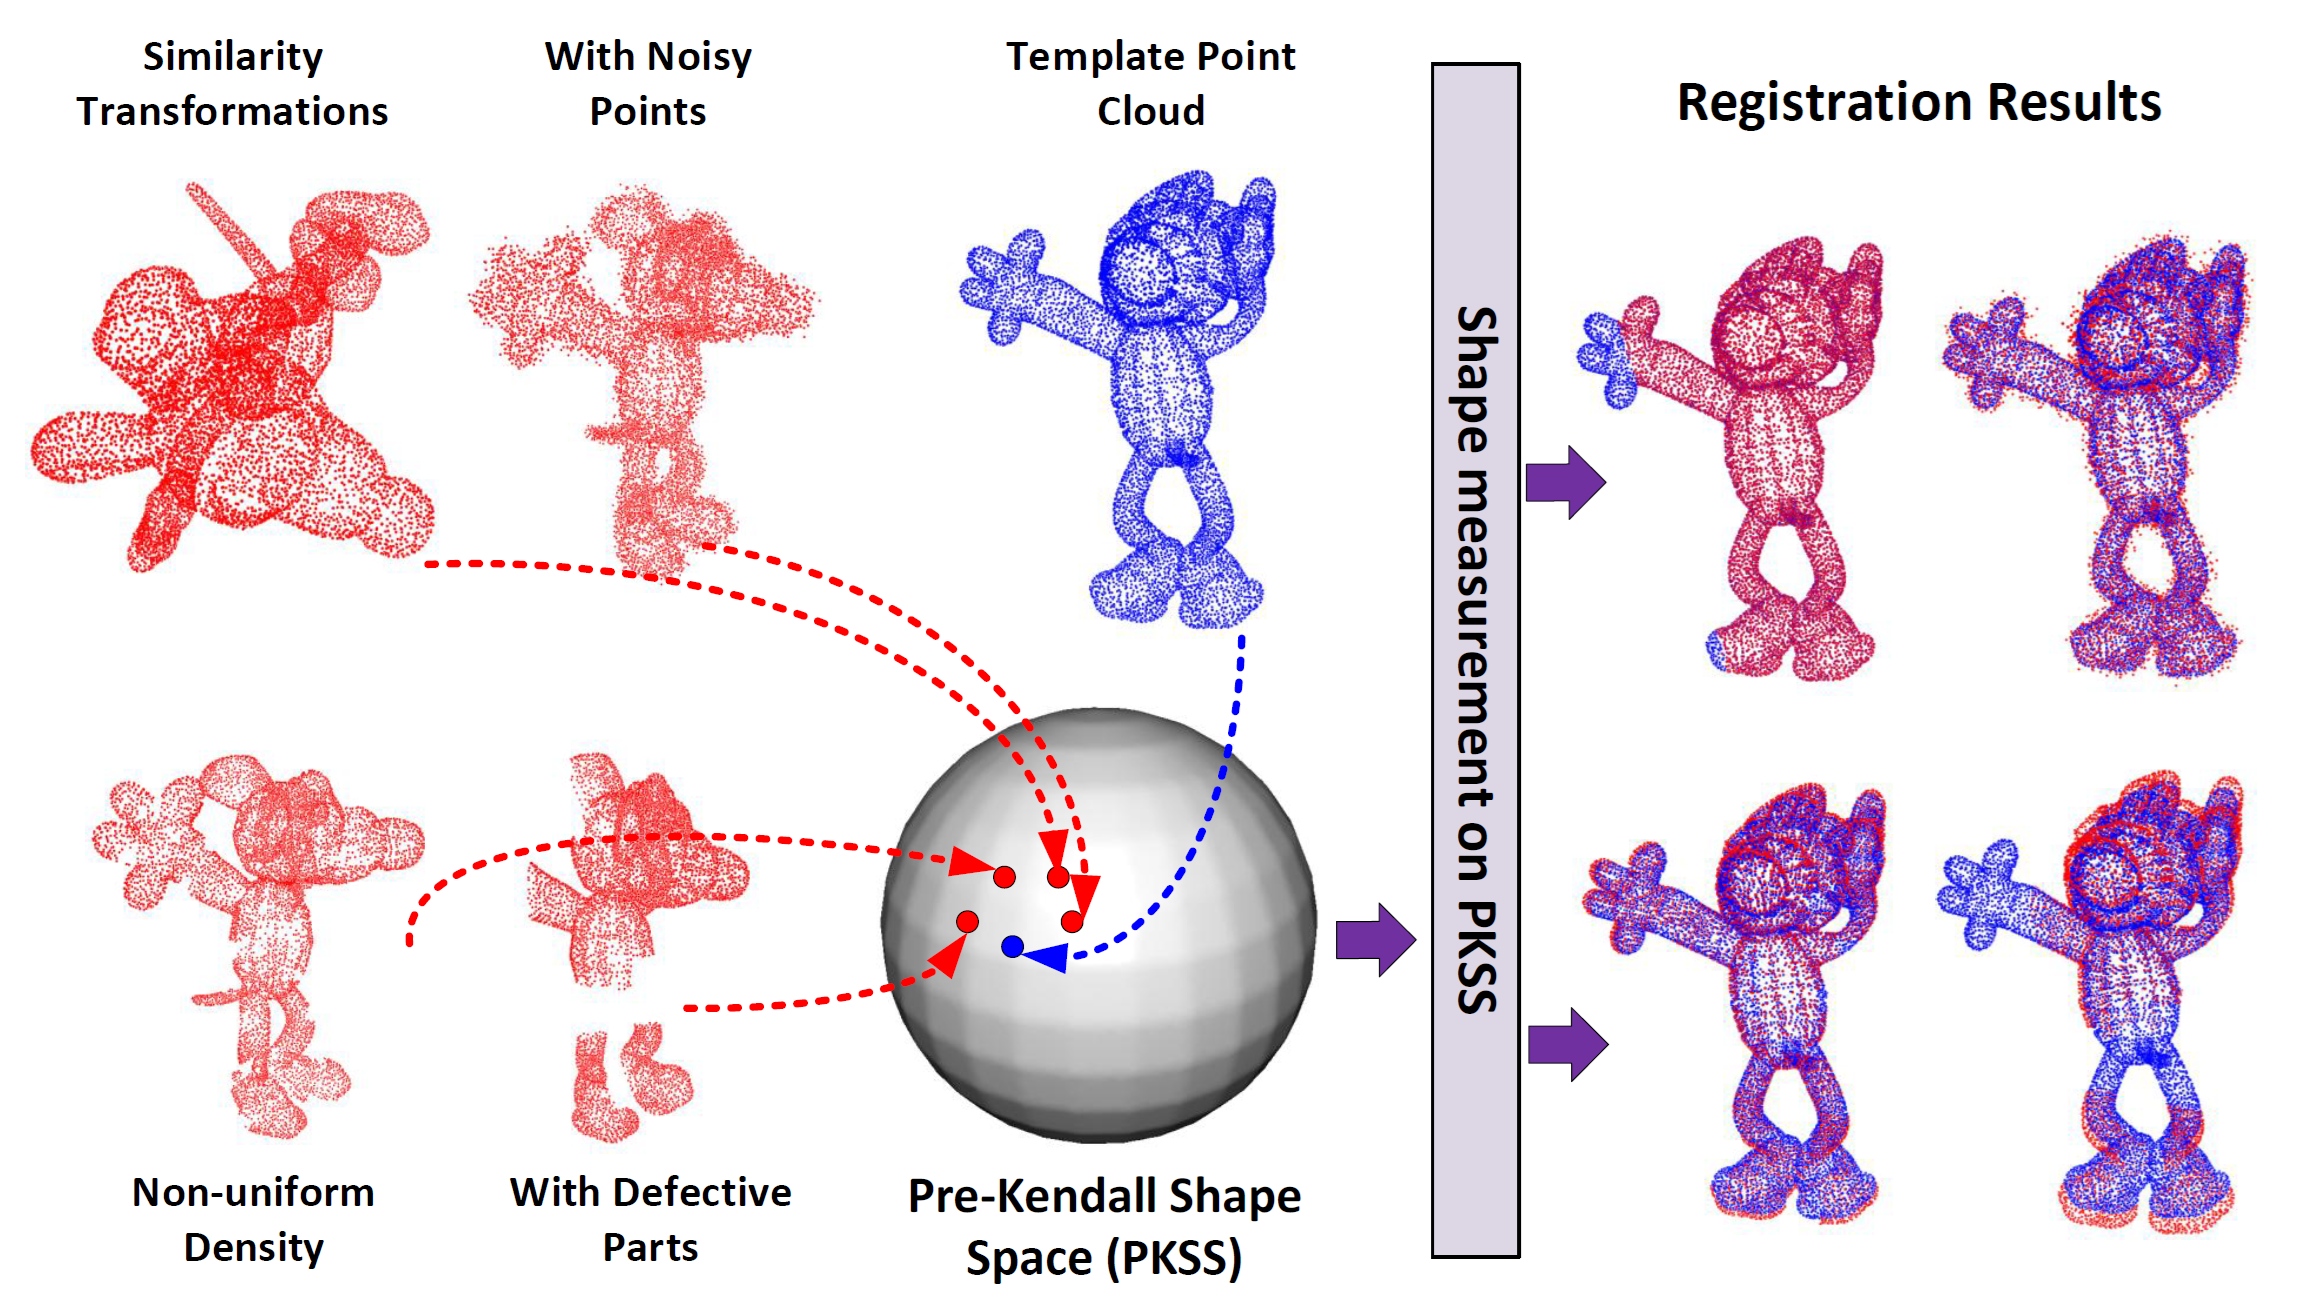 Similarity
Transformations
With Noisy
Points
Template Point
Cloud
Registration Results
Shape measurement on PKSS
Non-uniform
Density
With Defective
Parts
Pre-Kendall Shape
Space (PKSS)